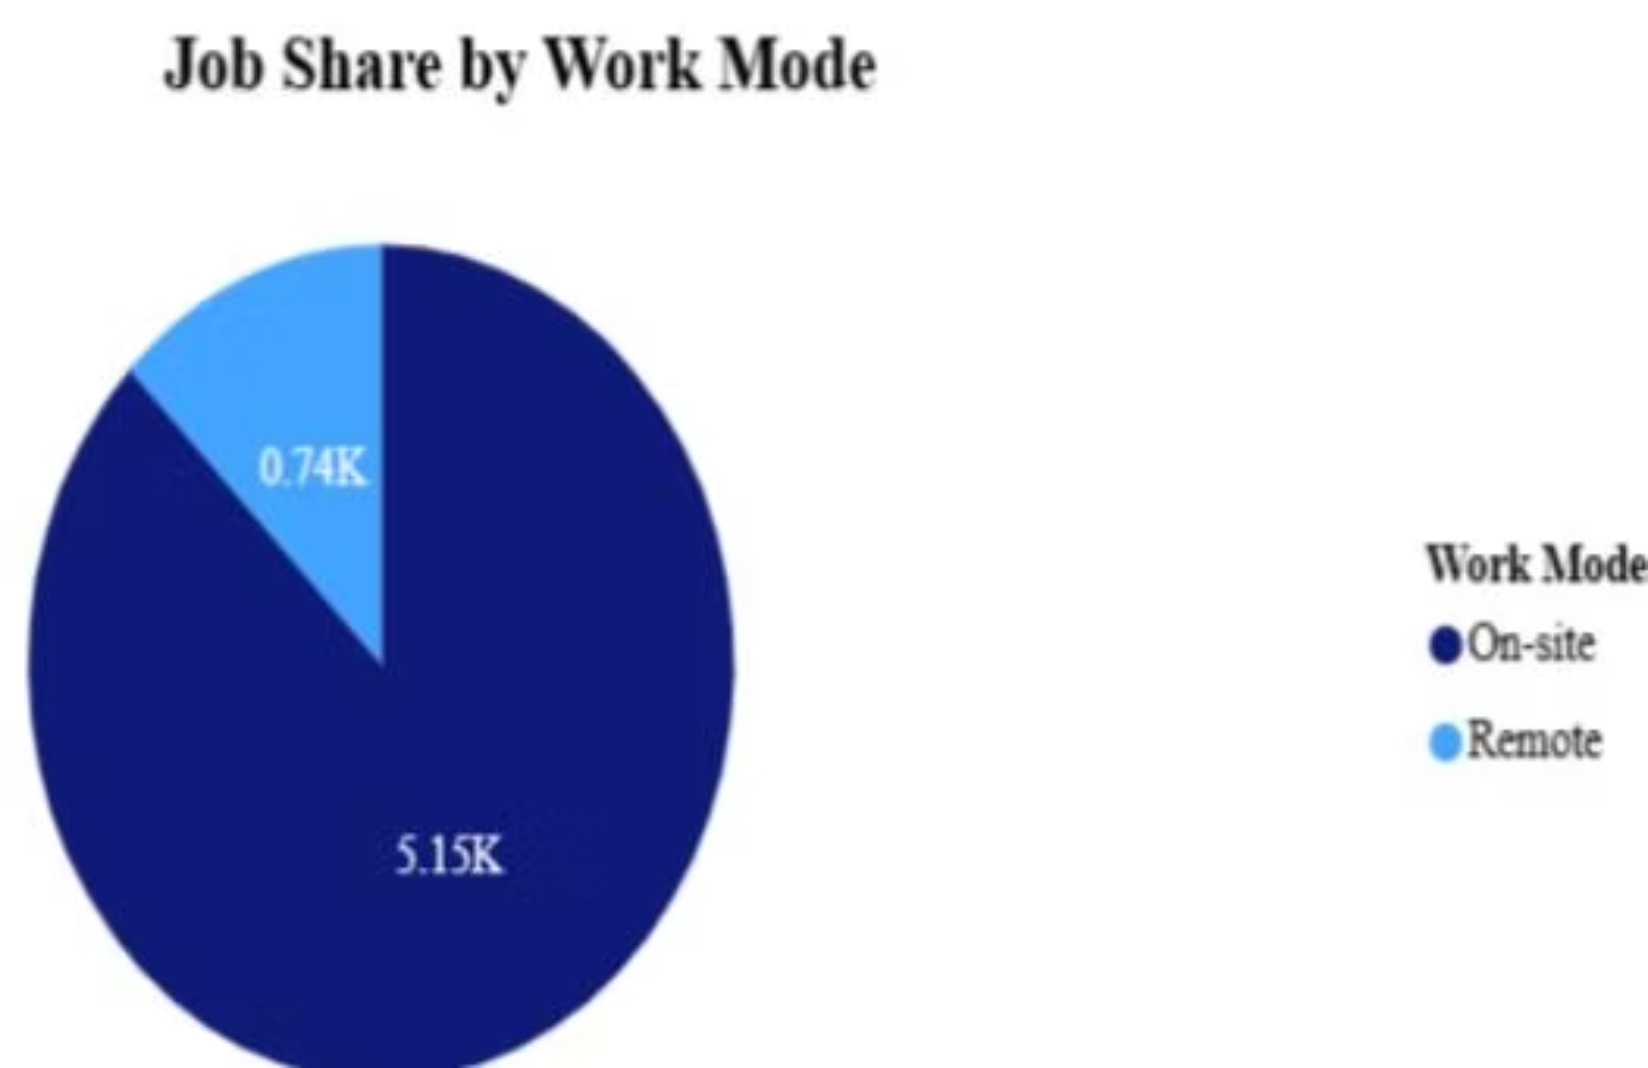 Job Share by Work Mode
0.74K
5.15K
Work Mode
On-site
Remote